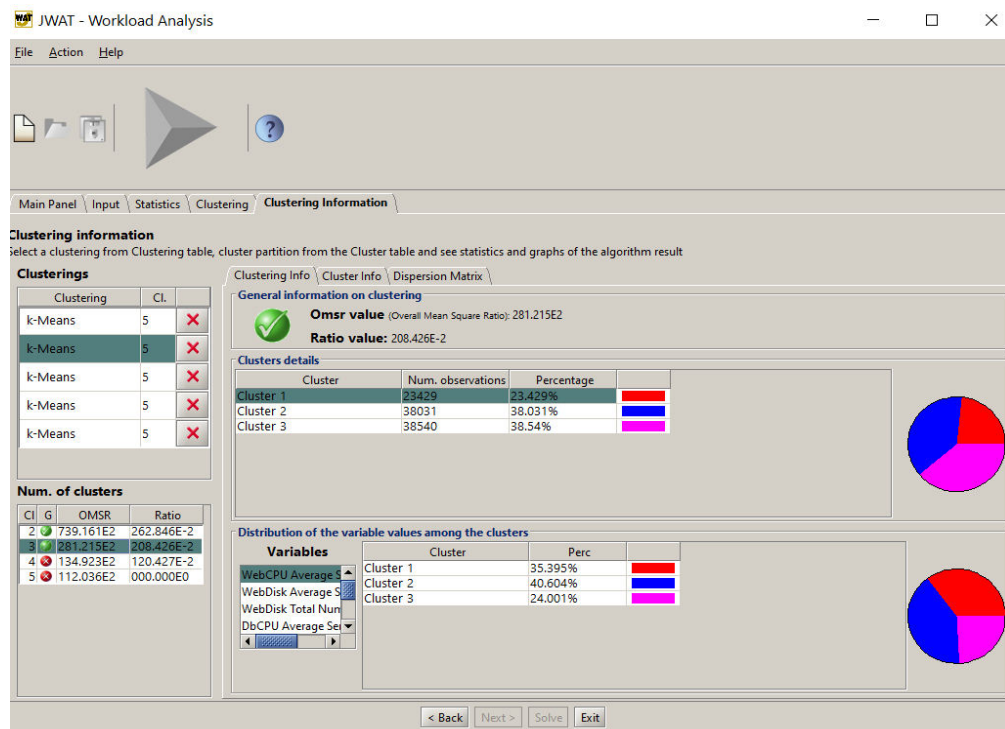 JWAT - Workload Analysis
File Action Help
Main Panel Input Statistics Clustering Clustering Information
Clustering information
Select a clustering from Clustering table, cluster partition from the Cluster table and see statistics and graphs of the algorithm result
Clusterings
Clustering Cl.
k-Means 5
k-Means 5
k-Means 5
k-Means 5
k-Means 5
Num. of clusters
Cl G OMSR Ratio
2 739.161E2 262.846E-2
3 281.215E2 208.426E-2
4 134.923E2 120.427E-2
5 112.036E2 000.000E0
Clustering Info Cluster Info Dispersion Matrix
General information on clustering
Omsr value (Overall Mean Square Ratio): 281.215E2
Ratio value: 208.426E-2
Clusters details
Cluster Num. observations Percentage
Cluster 1 23429 23.429%
Cluster 2 38031 38.031%
Cluster 3 38540 38.54%
Distribution of the variable values among the clusters
Variables
WebCPU Average S
WebDisk Average S
WebDisk Total Num
DbCPU Average Ser
Cluster Perc
Cluster 1 35.395%
Cluster 2 40.604%
Cluster 3 24.001%
< Back Next > Solve Exit